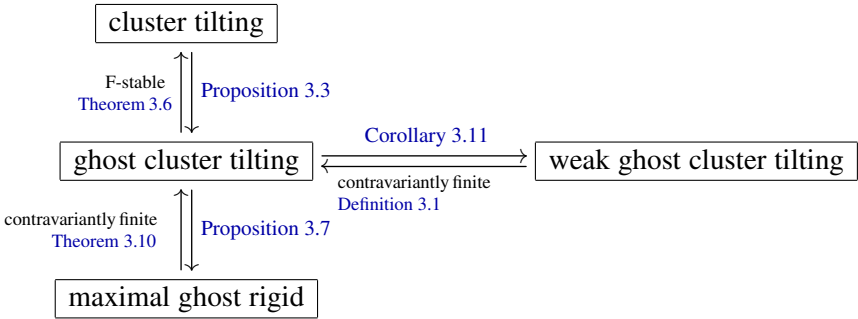 cluster tilting
F-stable
Theorem 3.6
Proposition 3.3
Corollary 3.11
ghost cluster tilting
weak ghost cluster tilting
contravariantly finite
Definition 3.1
contravariantly finite
Theorem 3.10
Proposition 3.7
maximal ghost rigid